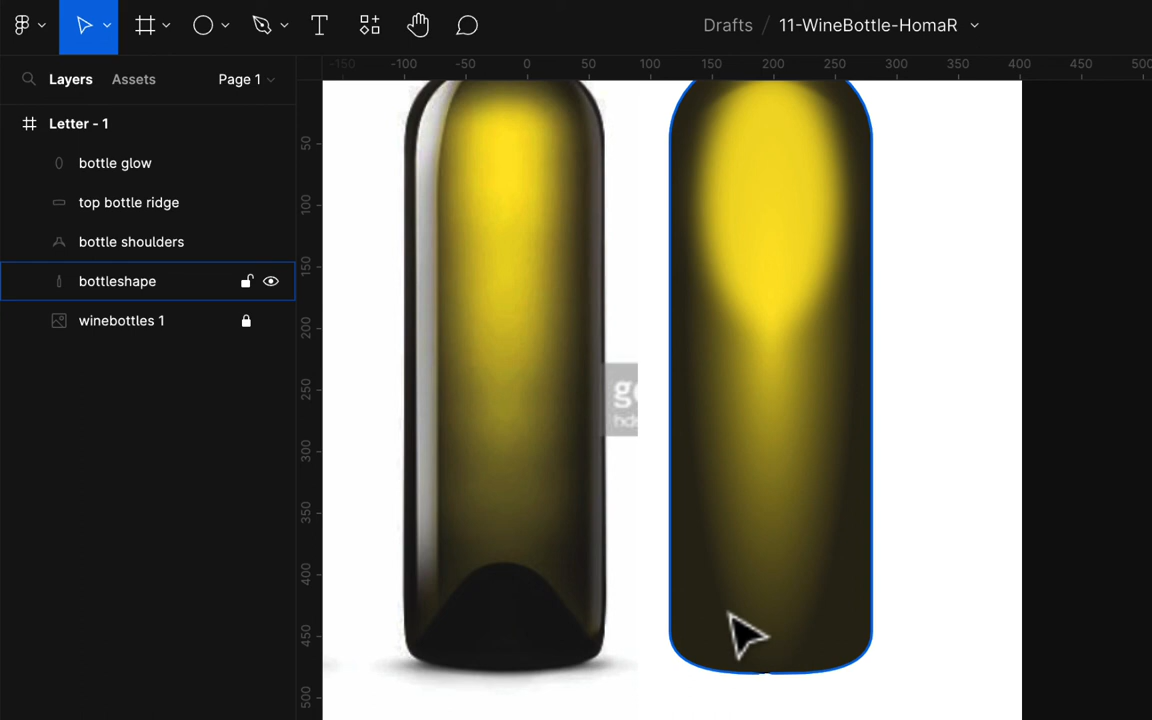 Drafts / 11-WineBottle-HomaR
Layers Assets Page 1
-150 -100 -50 0 50 100 150 200 250 300 350 400 450 500
Letter - 1
bottle glow
top bottle ridge
bottle shoulders
bottleshape
winebottles 1
50
100
150
200
250
300
350
400
450
500